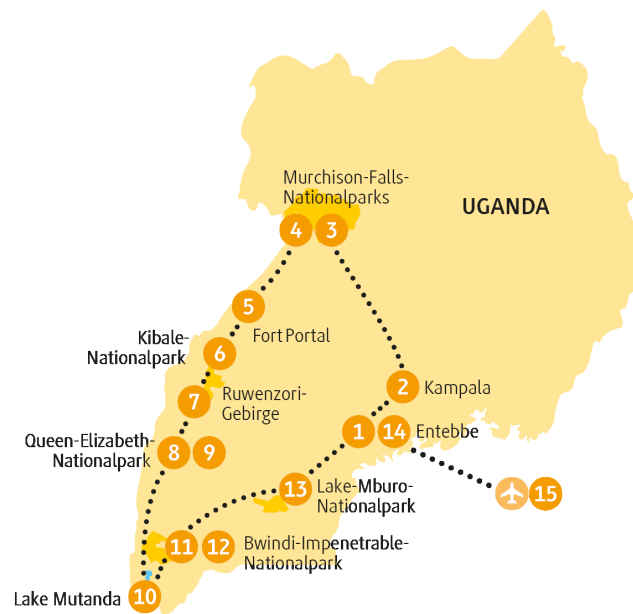 Murchison-Falls-
Nationalparks
UGANDA
4
3
5
Fort Portal
Kibale-
Nationalpark
6
7
Ruwenzori-
Gebirge
2
Kampala
1
14
Entebbe
Queen-Elizabeth-
Nationalpark
8
9
13
Lake-Mburo-
Nationalpark
15
11
12
Bwindi-Impenetrable-
Nationalpark
Lake Mutanda
10